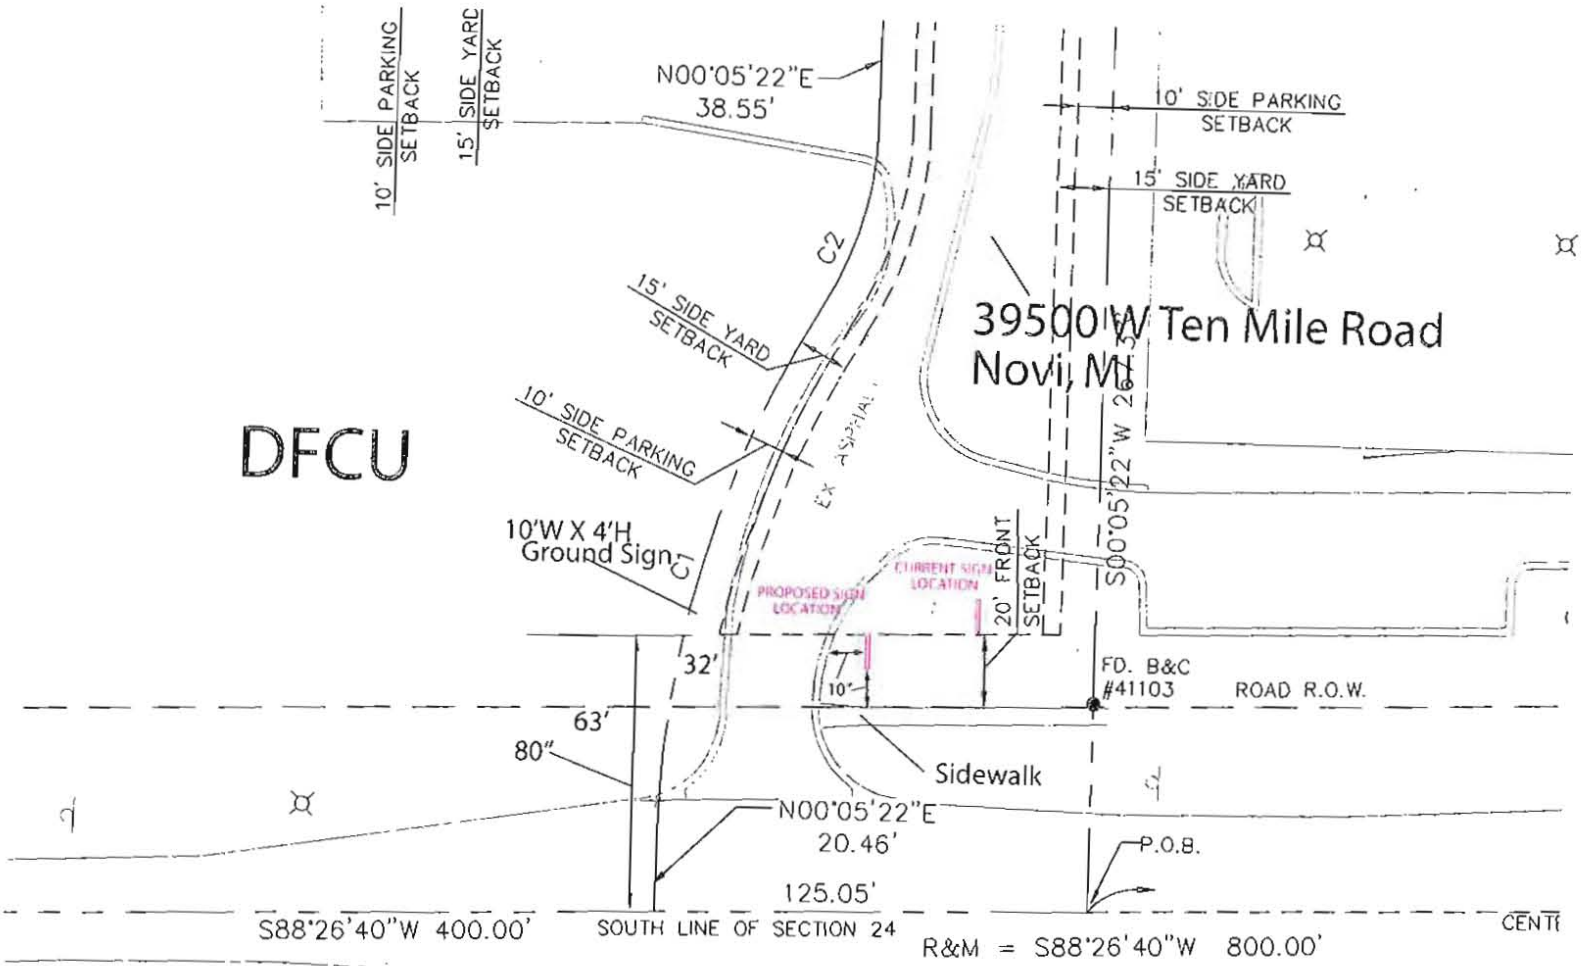 10' SIDE PARKING
SETBACK
15' SIDE YARD
SETBACK
N00°05'22"E
38.55'
10' SIDE PARKING
SETBACK
15' SIDE YARD
SETBACK
C2
15' SIDE YARD
SETBACK
39500 W Ten Mile Road
Novi, MI
10' SIDE PARKING
SETBACK
DFCU
EX ASPHALT
S00°05'22"W
10'W X 4'H
Ground Sign
C1
CURRENT SIGN
LOCATION
PROPOSED SIGN
LOCATION
20' FRONT
SETBACK
32'
10"
FD. B&C
#41103
ROAD R.O.W.
63'
80"
Sidewalk
N00°05'22"E
20.46'
P.O.B.
125.05'
S88°26'40"W 400.00'
SOUTH LINE OF SECTION 24
R&M = S88°26'40"W 800.00'